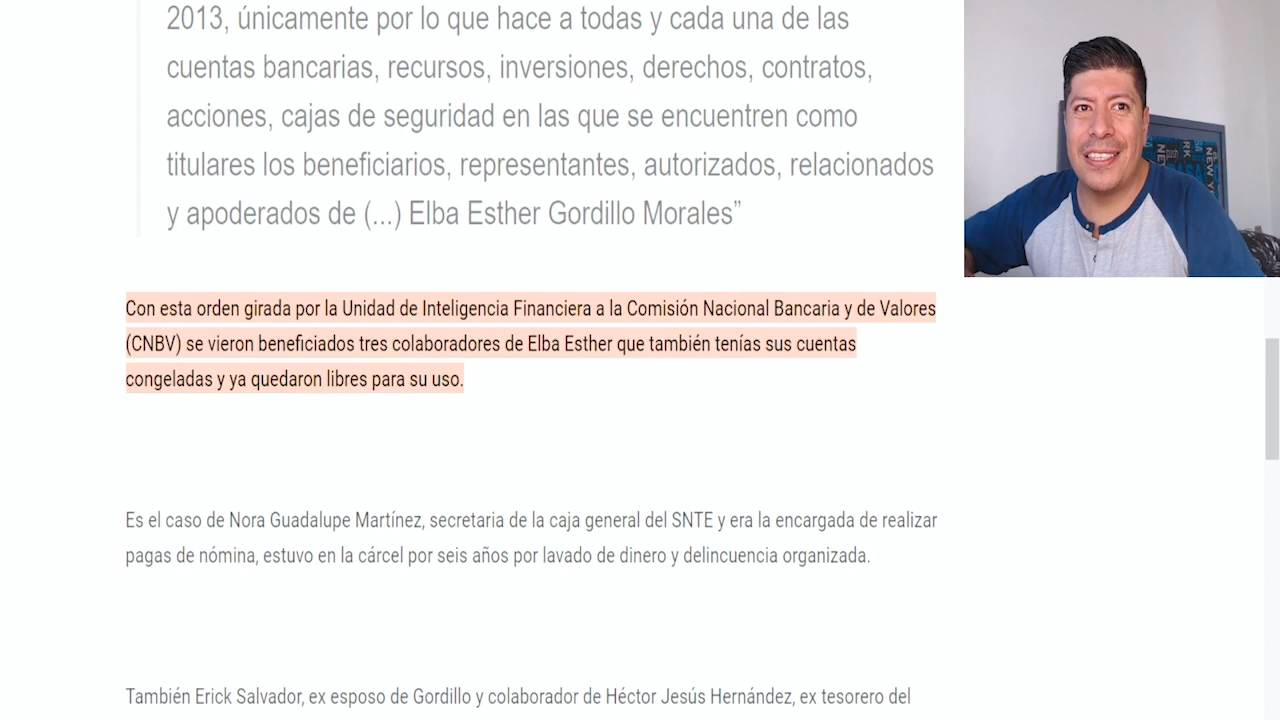 2013, únicamente por lo que hace a todas y cada una de las
cuentas bancarias, recursos, inversiones, derechos, contratos,
acciones, cajas de seguridad en las que se encuentren como
titulares los beneficiarios, representantes, autorizados, relacionados
y apoderados de (...) Elba Esther Gordillo Morales”
Con esta orden girada por la Unidad de Inteligencia Financiera a la Comisión Nacional Bancaria y de Valores
(CNBV) se vieron beneficiados tres colaboradores de Elba Esther que también tenías sus cuentas
congeladas y ya quedaron libres para su uso.
Es el caso de Nora Guadalupe Martínez, secretaria de la caja general del SNTE y era la encargada de realizar
pagas de nómina, estuvo en la cárcel por seis años por lavado de dinero y delincuencia organizada.
También Erick Salvador, ex esposo de Gordillo y colaborador de Héctor Jesús Hernández, ex tesorero del